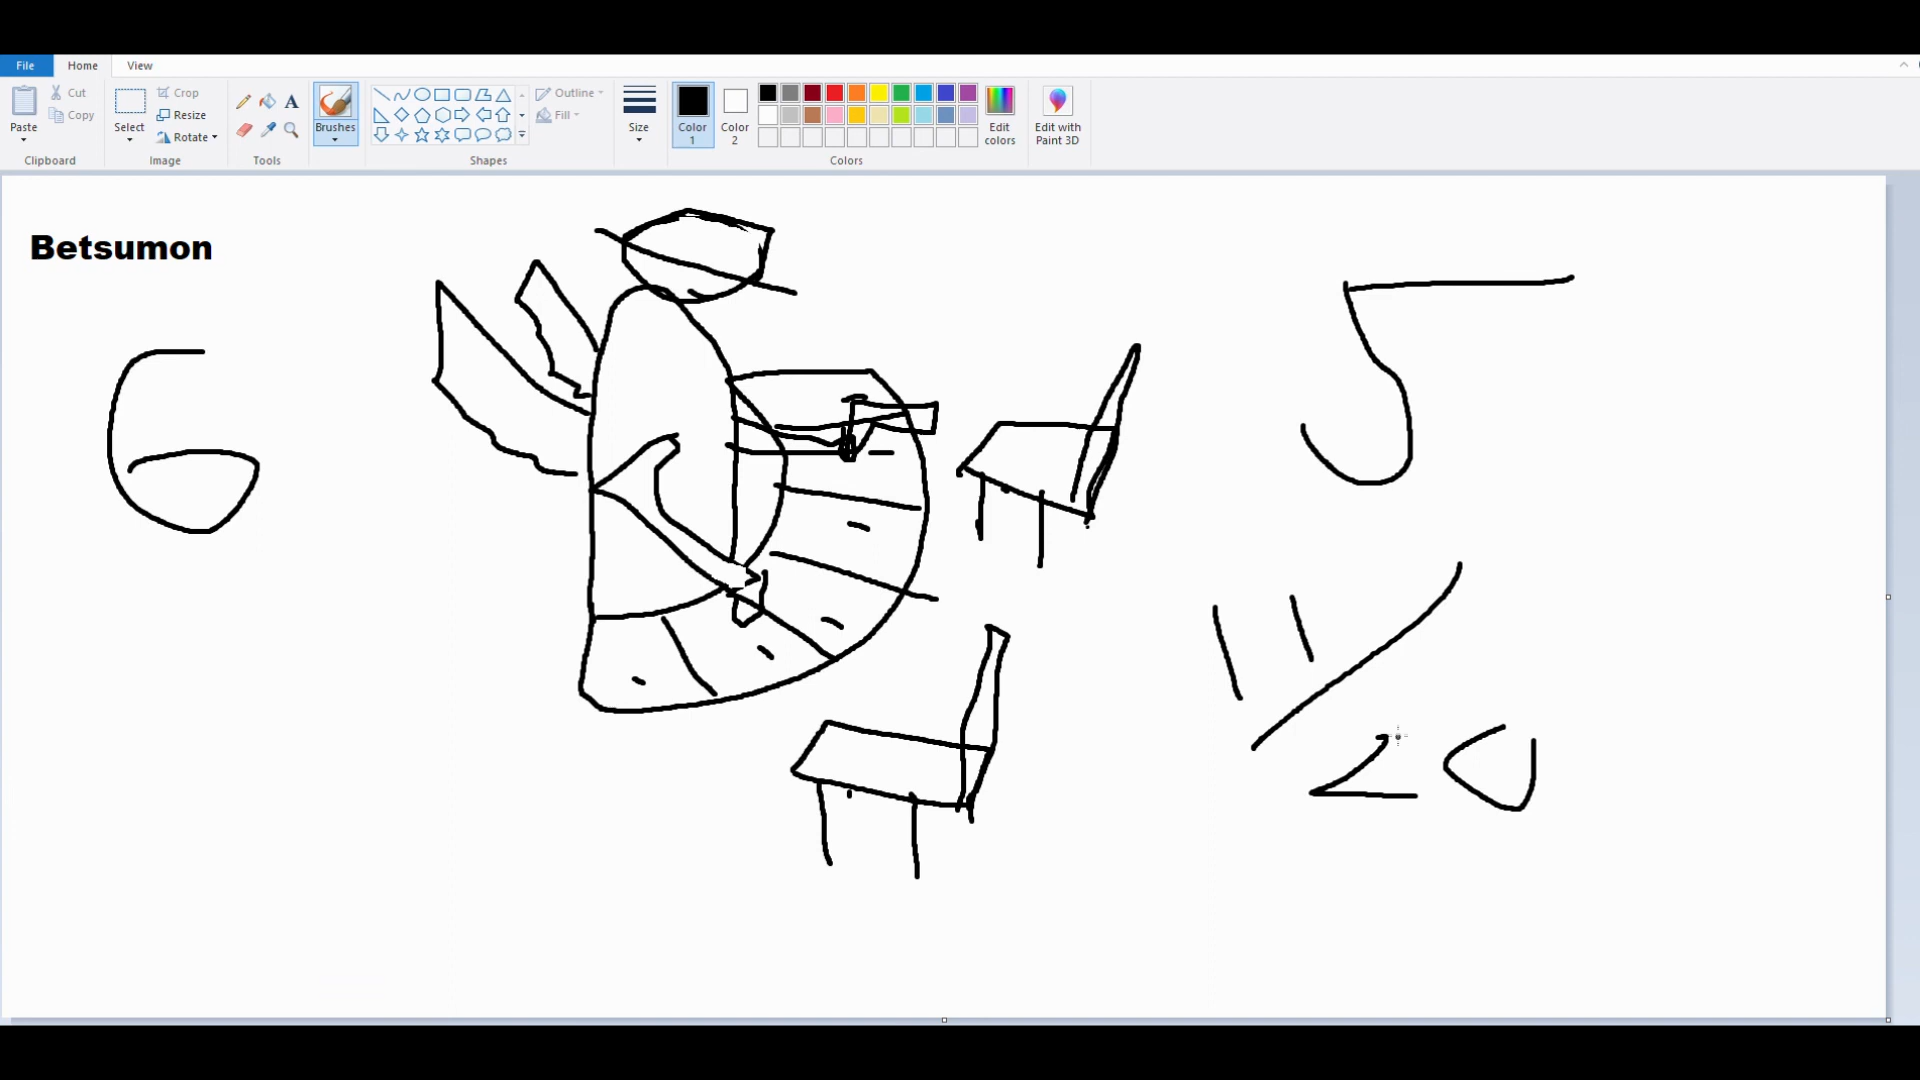 File Home View
Cut
Copy
Paste
Clipboard
Select
Crop
Resize
Rotate
Image
A
Tools
Brushes
Outline
Fill
Shapes
Size
Color
1
Color
2
Edit
colors
Colors
Edit with
Paint 3D
Betsumon
6
5
11/20